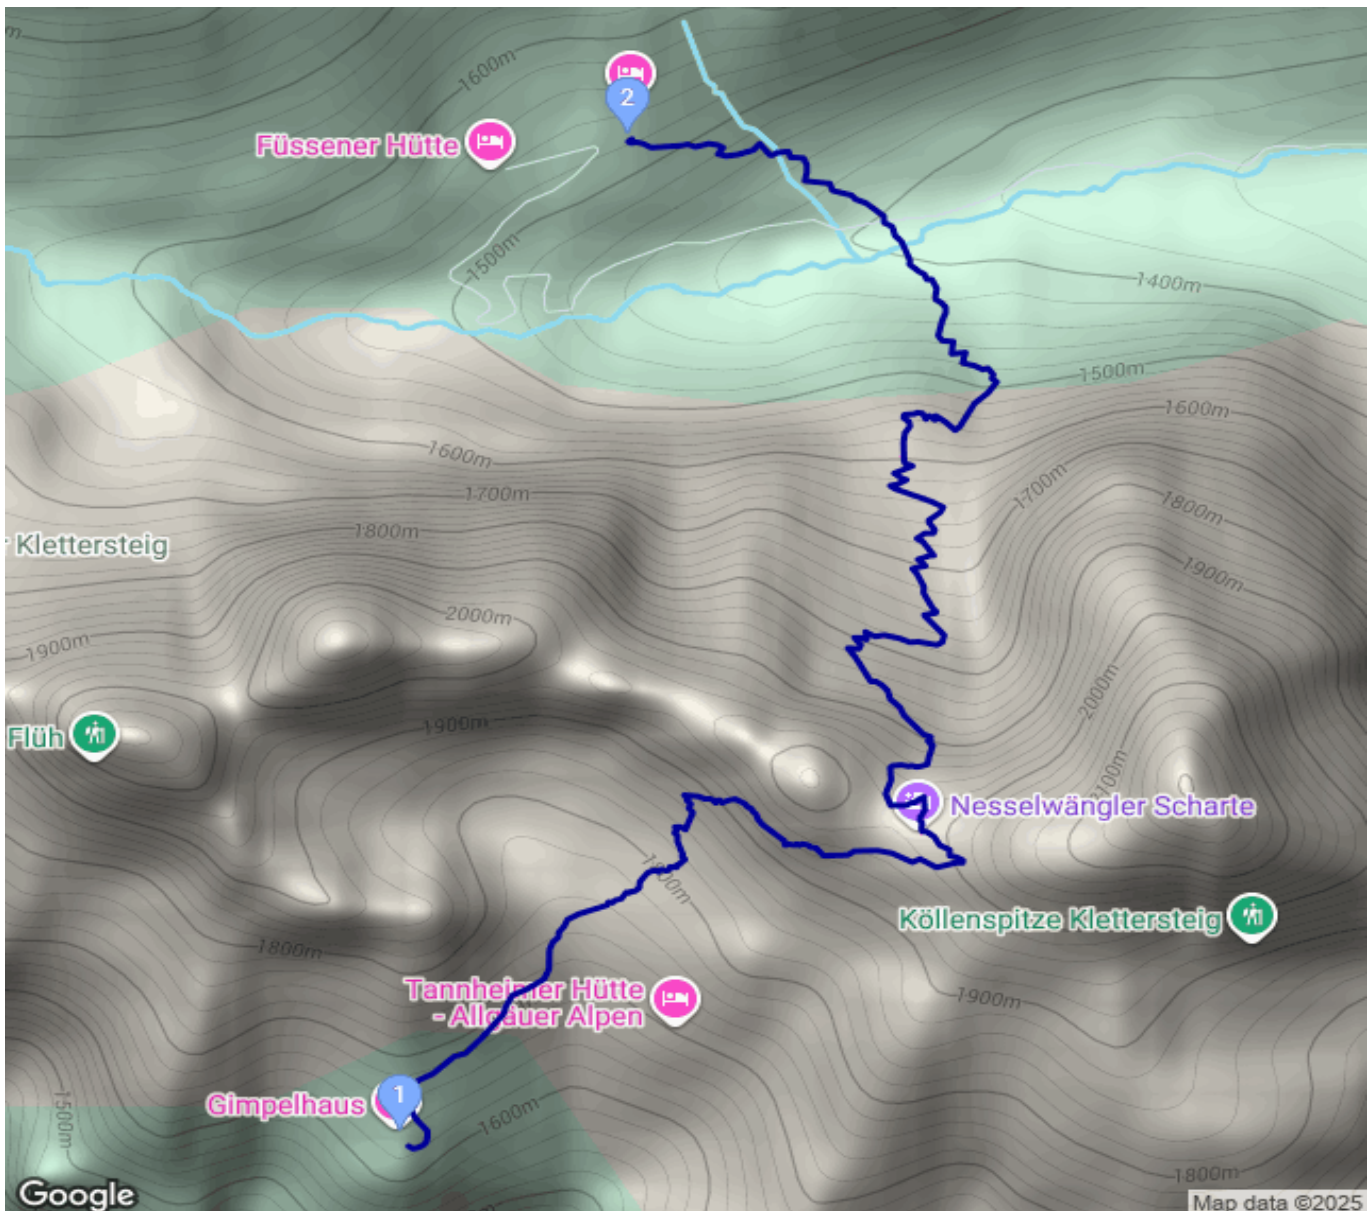 1600m
2
Füssener Hütte
1500m
1400m
1500m
1600m
1600m
1700m
1700m
1800m
1800m
Klettersteig
1900m
2000m
1900m
2000m
Flüh
1900m
2100m
Nesselwängler Scharte
1800m
Köllenspitze Klettersteig
1800m
Tannheimer Hütte
- Allgäuer Alpen
1900m
1
Gimpelhaus
1500m
1600m
1800m
Google
Map data ©2025